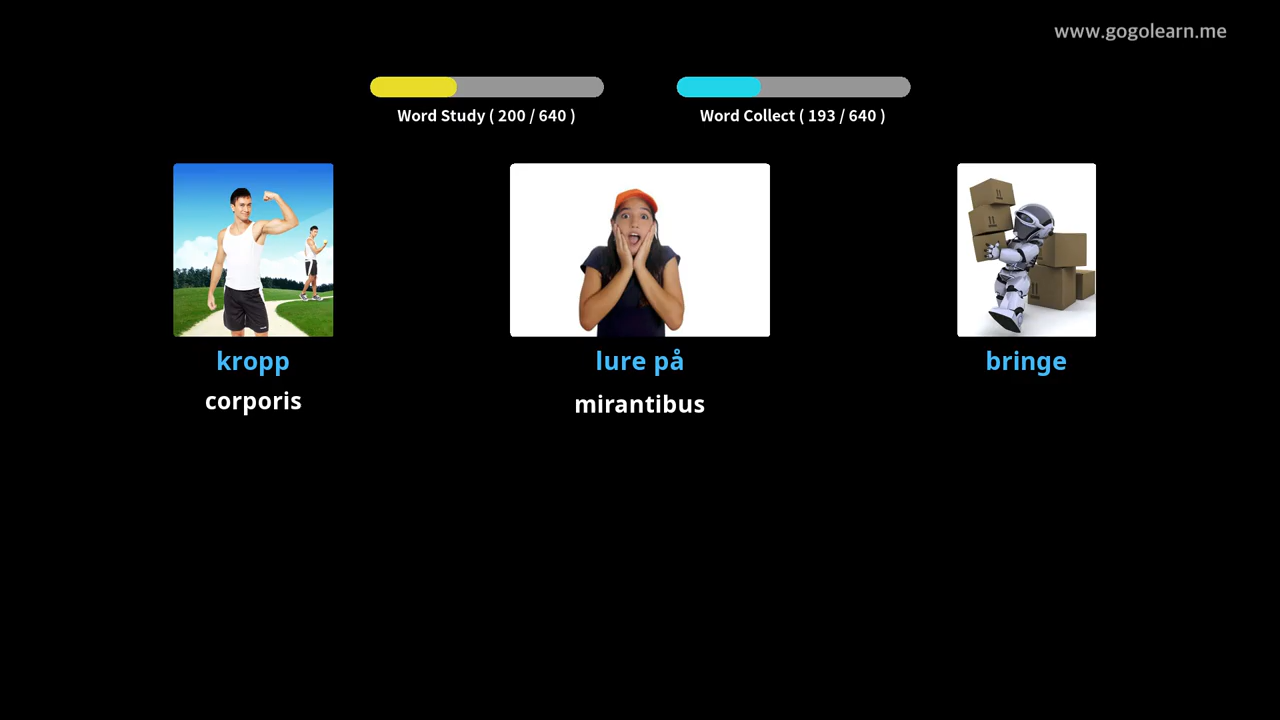 www.gogolearn.me
Word Study ( 200 / 640 )
Word Collect ( 193 / 640 )
kropp
corporis
lure på
mirantibus
bringe